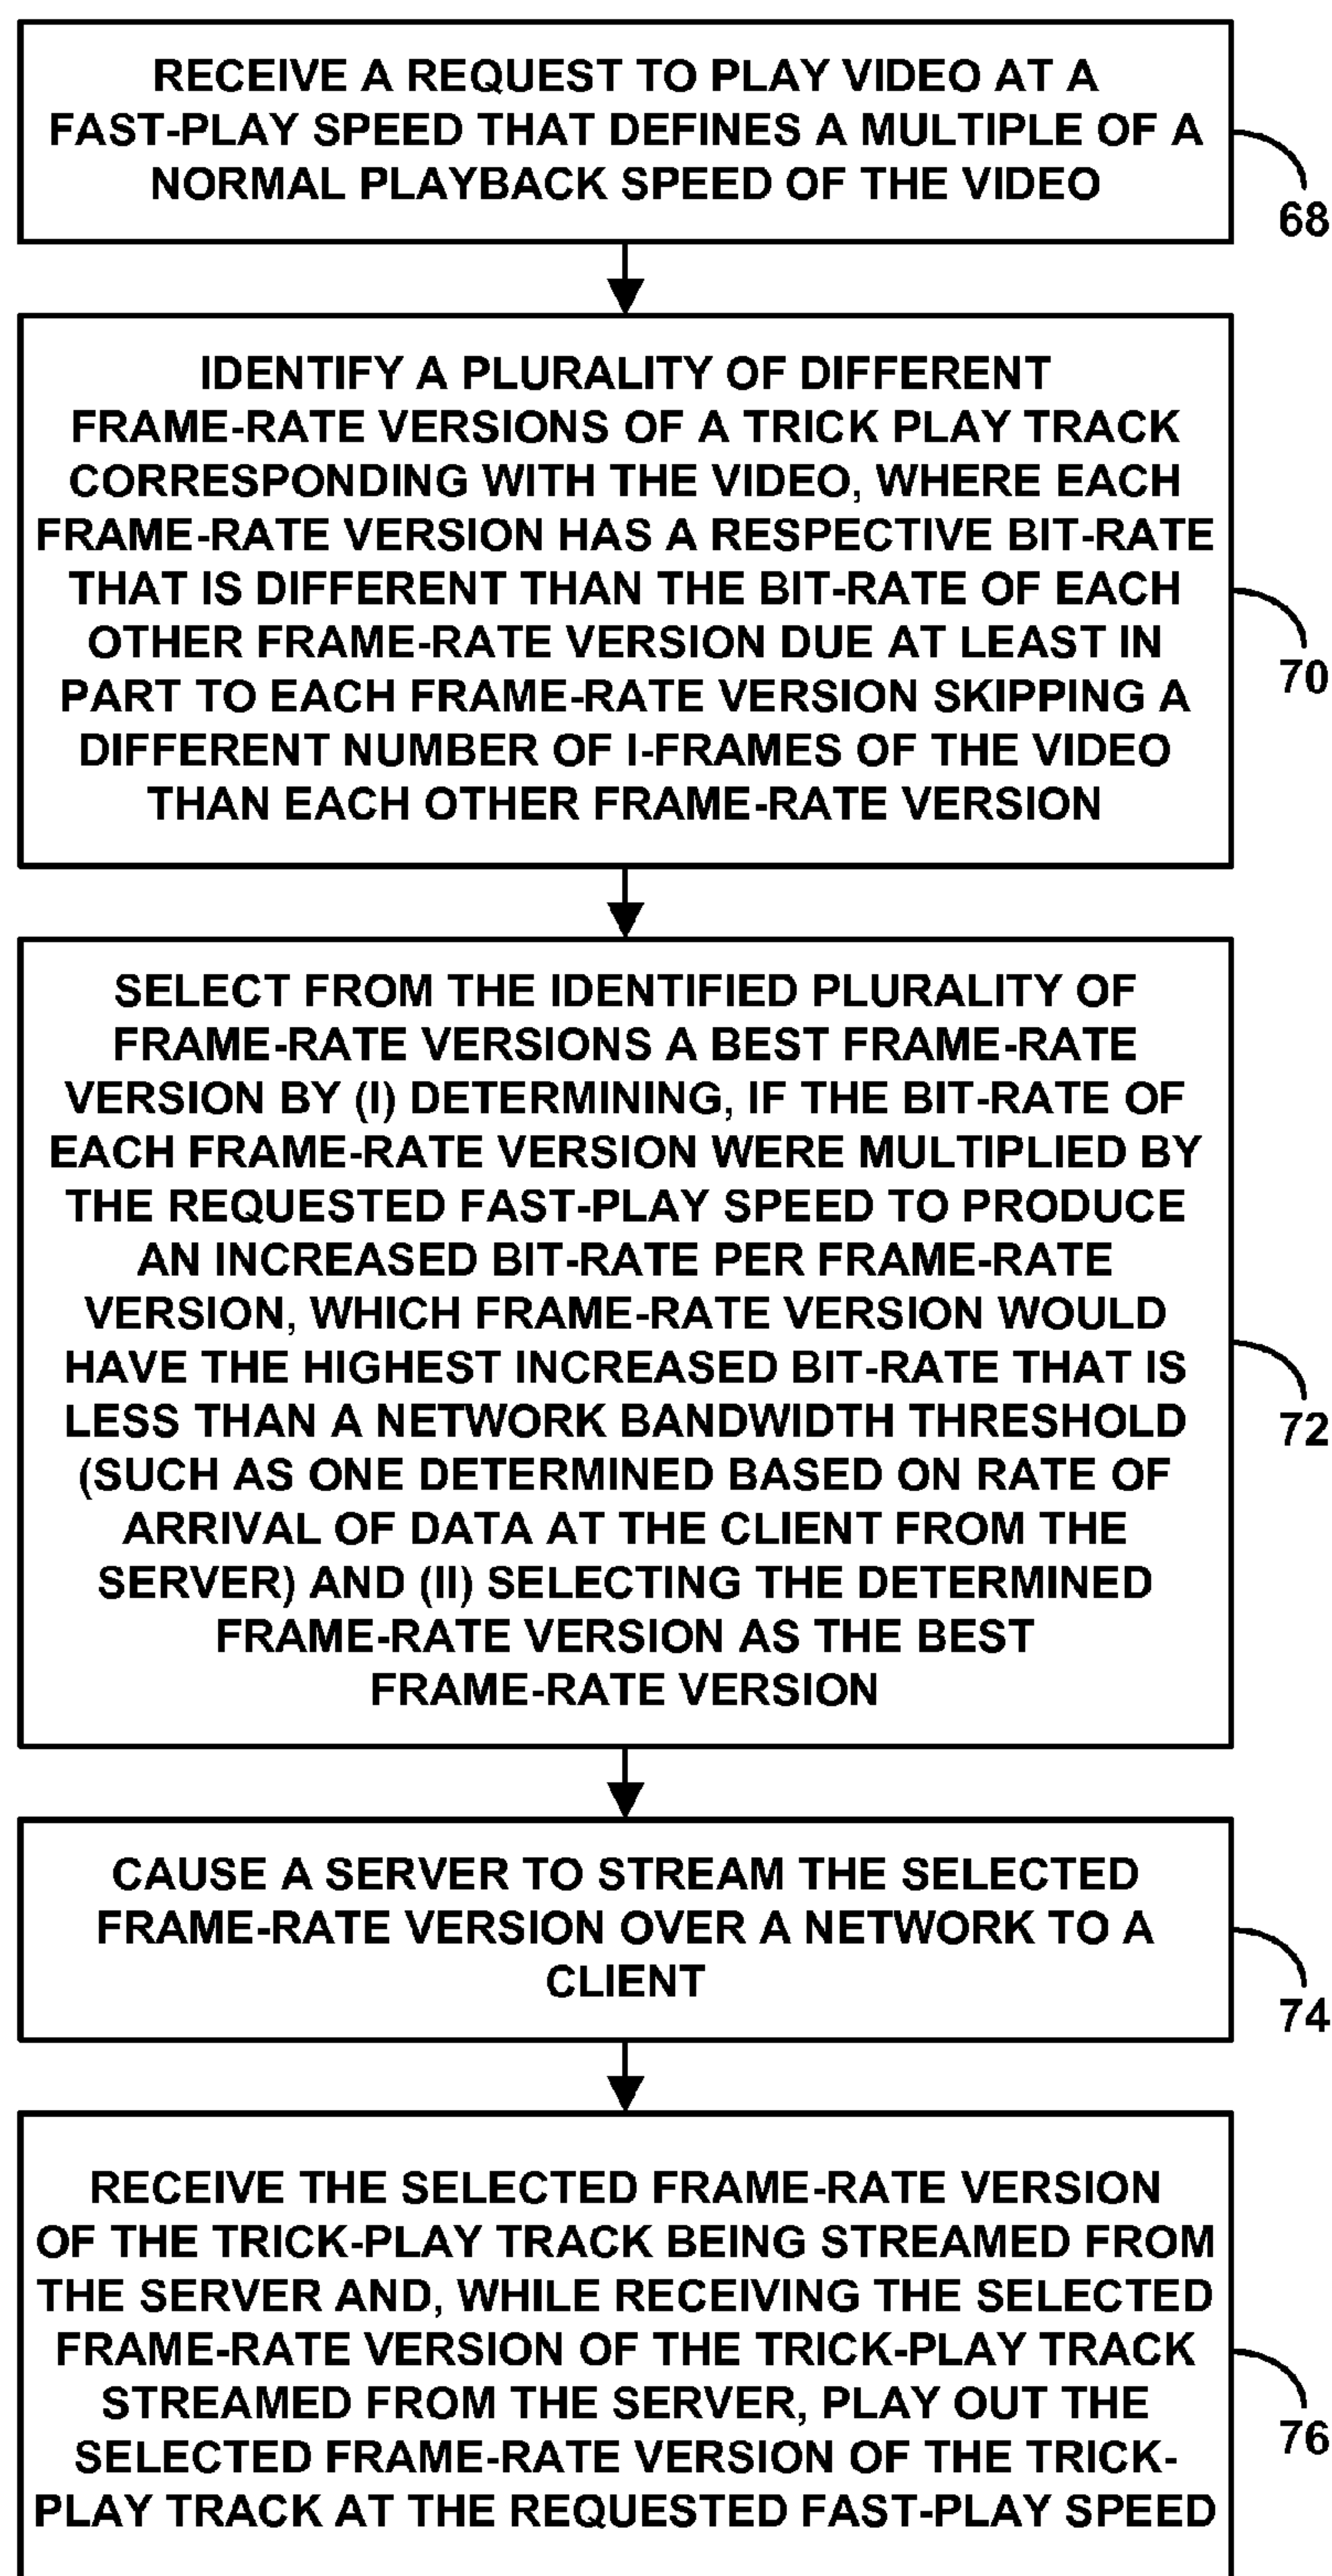 RECEIVE A REQUEST TO PLAY VIDEO AT A
FAST-PLAY SPEED THAT DEFINES A MULTIPLE OF A
NORMAL PLAYBACK SPEED OF THE VIDEO
68
IDENTIFY A PLURALITY OF DIFFERENT
FRAME-RATE VERSIONS OF A TRICK PLAY TRACK
CORRESPONDING WITH THE VIDEO, WHERE EACH
FRAME-RATE VERSION HAS A RESPECTIVE BIT-RATE
THAT IS DIFFERENT THAN THE BIT-RATE OF EACH
OTHER FRAME-RATE VERSION DUE AT LEAST IN
PART TO EACH FRAME-RATE VERSION SKIPPING A
DIFFERENT NUMBER OF I-FRAMES OF THE VIDEO
THAN EACH OTHER FRAME-RATE VERSION
70
SELECT FROM THE IDENTIFIED PLURALITY OF
FRAME-RATE VERSIONS A BEST FRAME-RATE
VERSION BY (I) DETERMINING, IF THE BIT-RATE OF
EACH FRAME-RATE VERSION WERE MULTIPLIED BY
THE REQUESTED FAST-PLAY SPEED TO PRODUCE
AN INCREASED BIT-RATE PER FRAME-RATE
VERSION, WHICH FRAME-RATE VERSION WOULD
HAVE THE HIGHEST INCREASED BIT-RATE THAT IS
LESS THAN A NETWORK BANDWIDTH THRESHOLD
(SUCH AS ONE DETERMINED BASED ON RATE OF
ARRIVAL OF DATA AT THE CLIENT FROM THE
SERVER) AND (II) SELECTING THE DETERMINED
FRAME-RATE VERSION AS THE BEST
FRAME-RATE VERSION
72
CAUSE A SERVER TO STREAM THE SELECTED
FRAME-RATE VERSION OVER A NETWORK TO A
CLIENT
74
RECEIVE THE SELECTED FRAME-RATE VERSION
OF THE TRICK-PLAY TRACK BEING STREAMED FROM
THE SERVER AND, WHILE RECEIVING THE SELECTED
FRAME-RATE VERSION OF THE TRICK-PLAY TRACK
STREAMED FROM THE SERVER, PLAY OUT THE
SELECTED FRAME-RATE VERSION OF THE TRICK-
PLAY TRACK AT THE REQUESTED FAST-PLAY SPEED
76